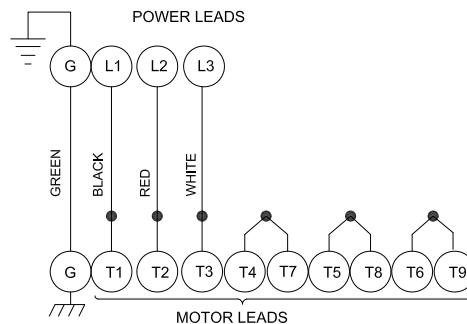 POWER LEADS
G L1 L2 L3
GREEN
BLACK
RED
WHITE
G T1 T2 T3 T4 T7 T5 T8 T6 T9
MOTOR LEADS